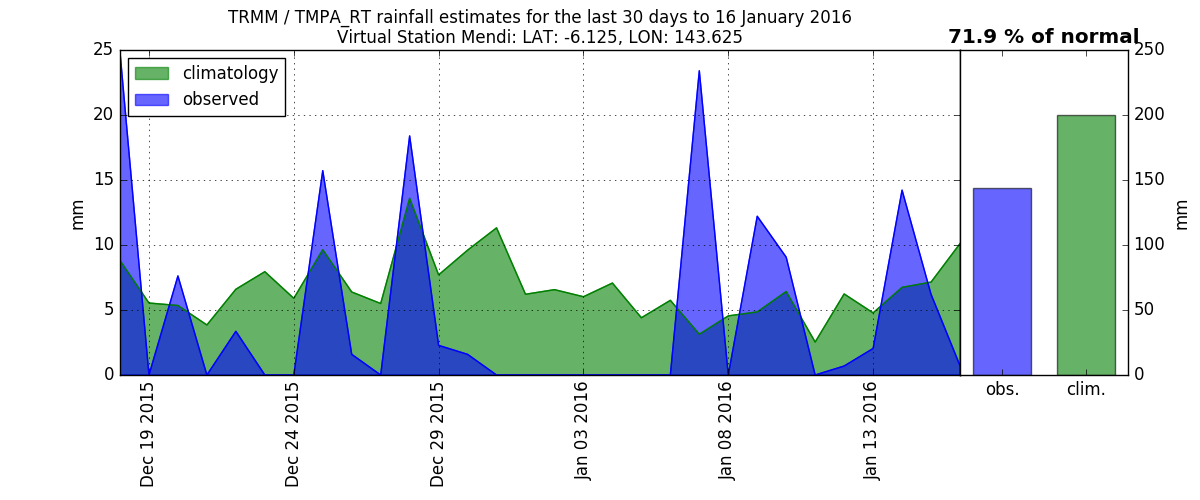 TRMM / TMPA_RT rainfall estimates for the last 30 days to 16 January 2016
Virtual Station Mendi: LAT: -6.125, LON: 143.625
71.9 % of normal
climatology
observed
25
20
15
10
5
0
mm
Dec 19 2015
Dec 24 2015
Dec 29 2015
Jan 03 2016
Jan 08 2016
Jan 13 2016
250
200
150
100
50
0
mm
obs.
clim.